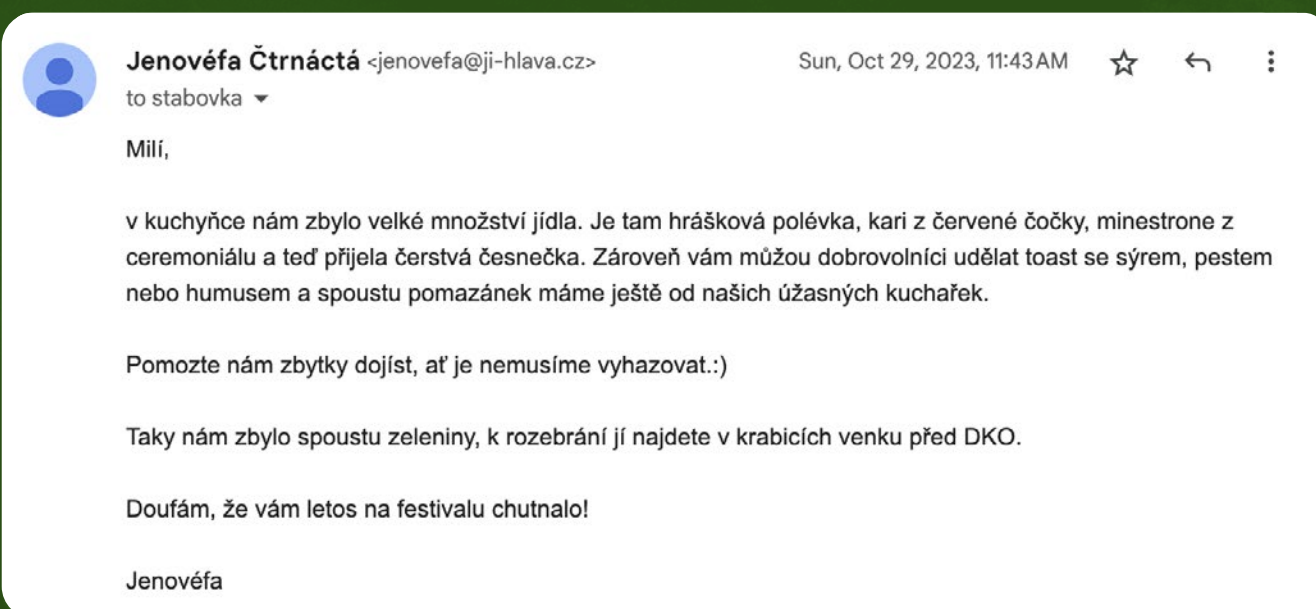 Jenovéfa Čtrnáctá <jenovefa@ji-hlava.cz> Sun, Oct 29, 2023, 11:43 AM
to stabovka
Milí,
v kuchyňce nám zbylo velké množství jídla. Je tam hrášková polévka, kari z červené čočky, minestrone z
ceremoniálu a teď přijela čerstvá česnečka. Zároveň vám můžou dobrovolníci udělat toast se sýrem, pestem
nebo humusem a spoustu pomazánek máme ještě od našich úžasných kuchařek.
Pomozte nám zbytky dojíst, ať je nemusíme vyhazovat.:)
Taky nám zbylo spoustu zeleniny, k rozebrání jí najdete v krabicích venku před DKO.
Doufám, že vám letos na festivalu chutnalo!
Jenovéfa